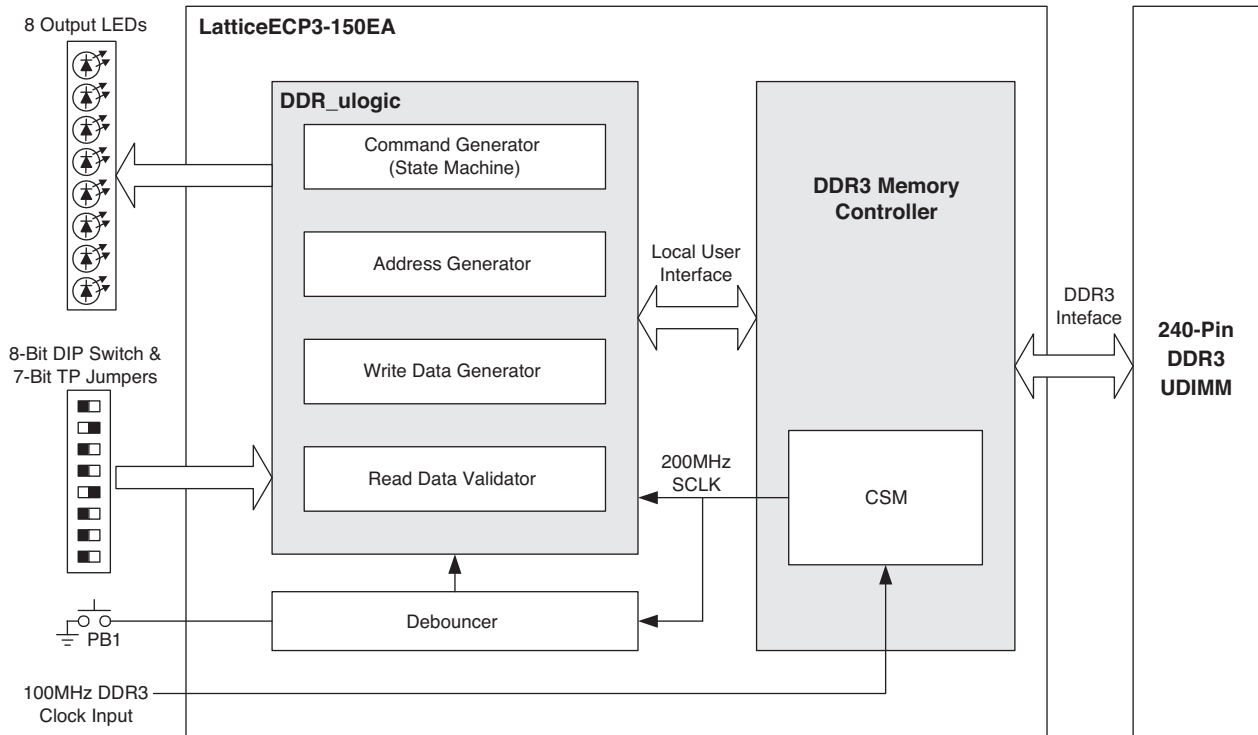 8 Output LEDs
LatticeECP3-150EA
DDR_ulogic
Command Generator
(State Machine)
Address Generator
Write Data Generator
Read Data Validator
DDR3 Memory
Controller
Local User
Interface
DDR3
Inteface
240-Pin
DDR3
UDIMM
8-Bit DIP Switch &
7-Bit TP Jumpers
200MHz
SCLK
CSM
Debouncer
PB1
100MHz DDR3
Clock Input